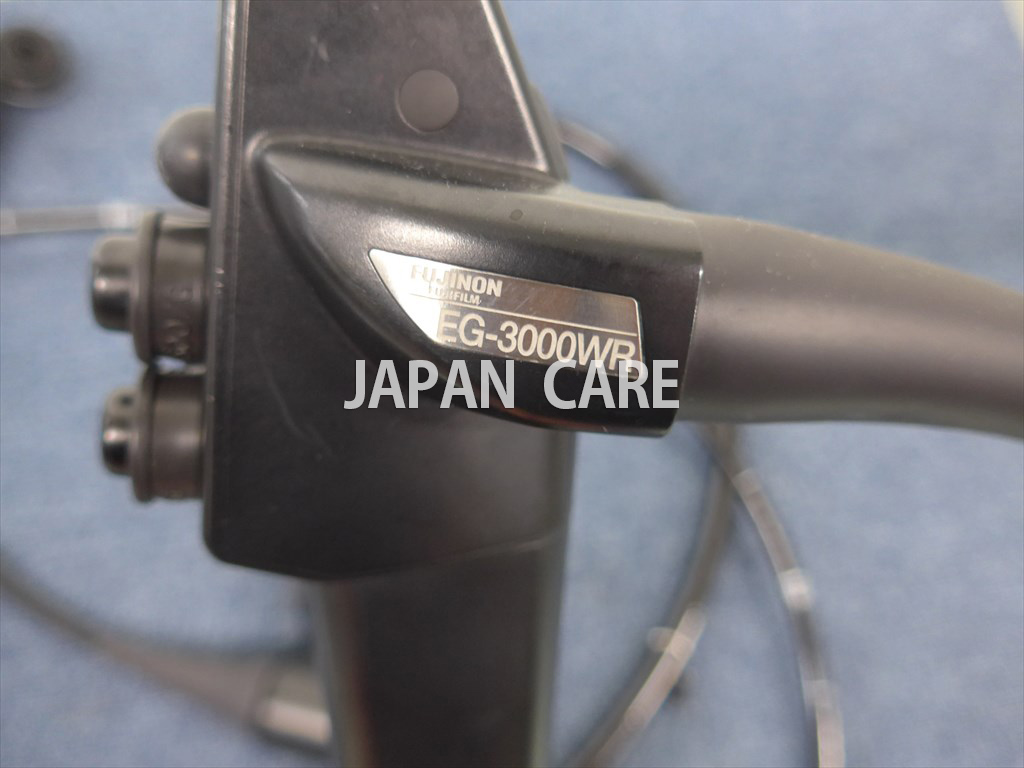 FUJINON
FUJIFILM
EG-3000WR
JAPAN CARE